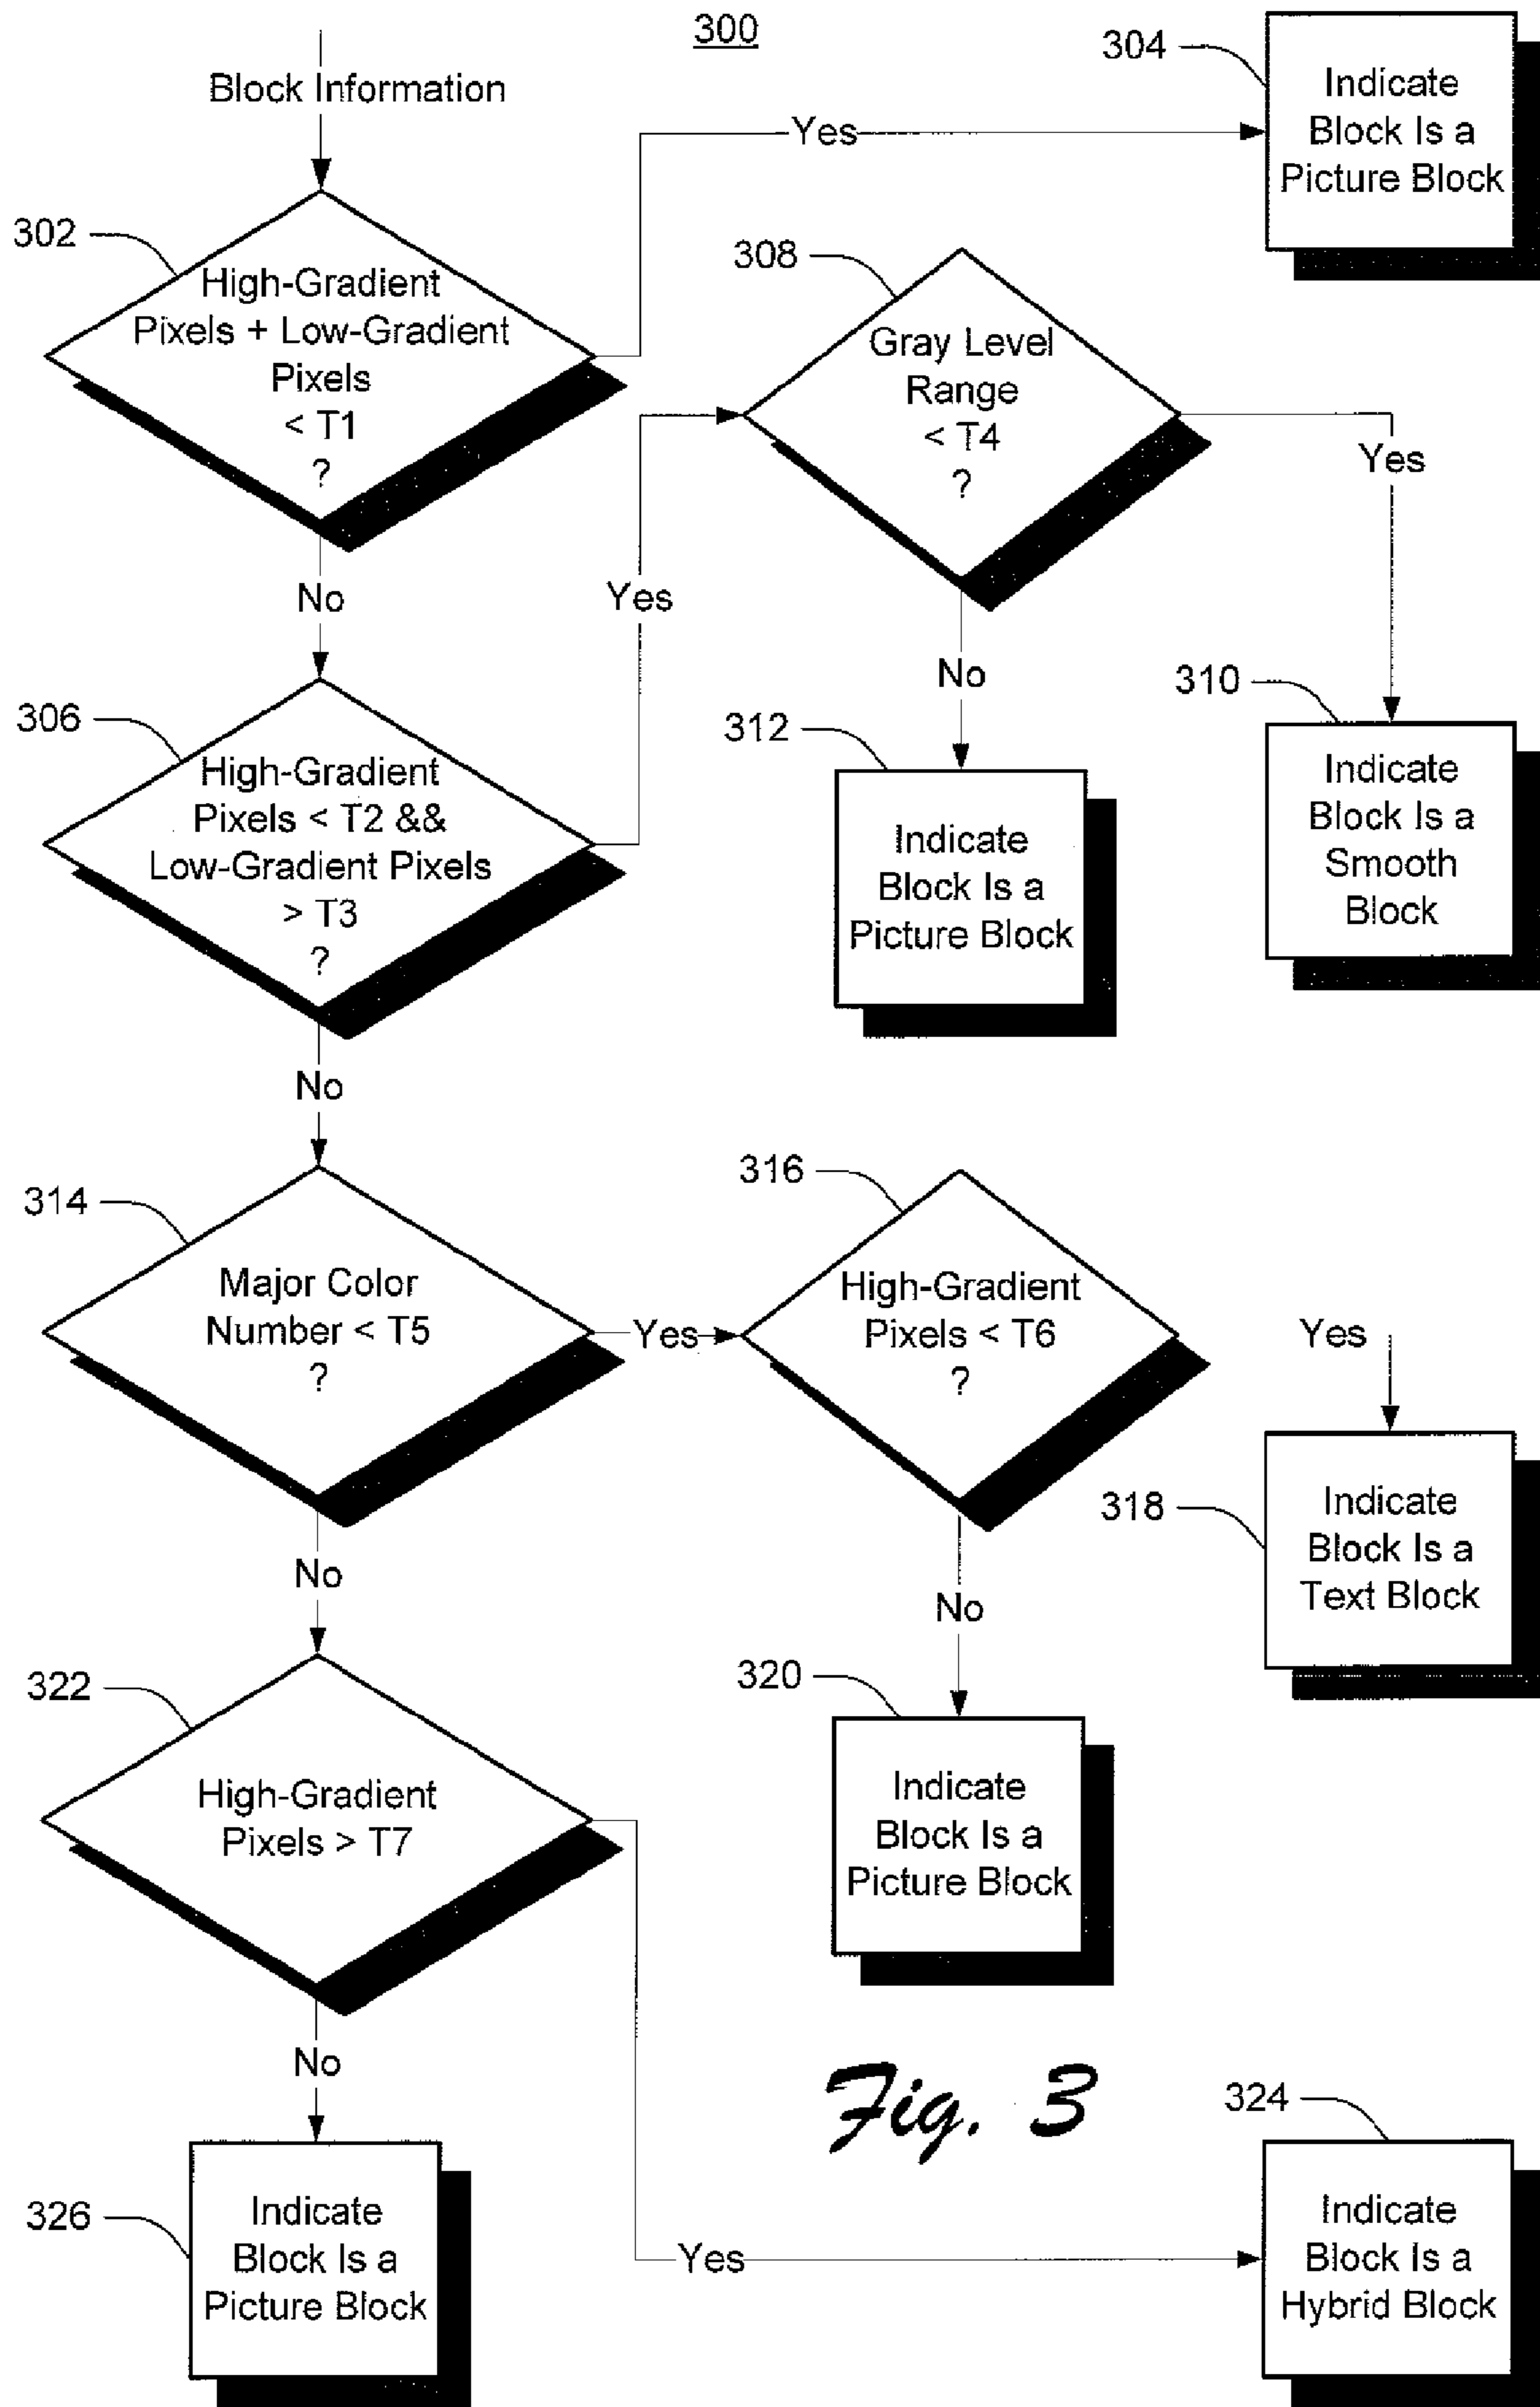 300
Block Information
302
High-Gradient
Pixels + Low-Gradient
Pixels
< T1
?
Yes
304
Indicate
Block Is a
Picture Block
No
306
High-Gradient
Pixels < T2 &&
Low-Gradient Pixels
> T3
?
Yes
308
Gray Level
Range
< T4
?
Yes
310
Indicate
Block Is a
Smooth
Block
No
312
Indicate
Block Is a
Picture Block
No
314
Major Color
Number < T5
?
Yes
316
High-Gradient
Pixels < T6
?
Yes
318
Indicate
Block Is a
Text Block
No
320
Indicate
Block Is a
Picture Block
No
322
High-Gradient
Pixels > T7
Yes
324
Indicate
Block Is a
Hybrid Block
No
326
Indicate
Block Is a
Picture Block
Fig. 3